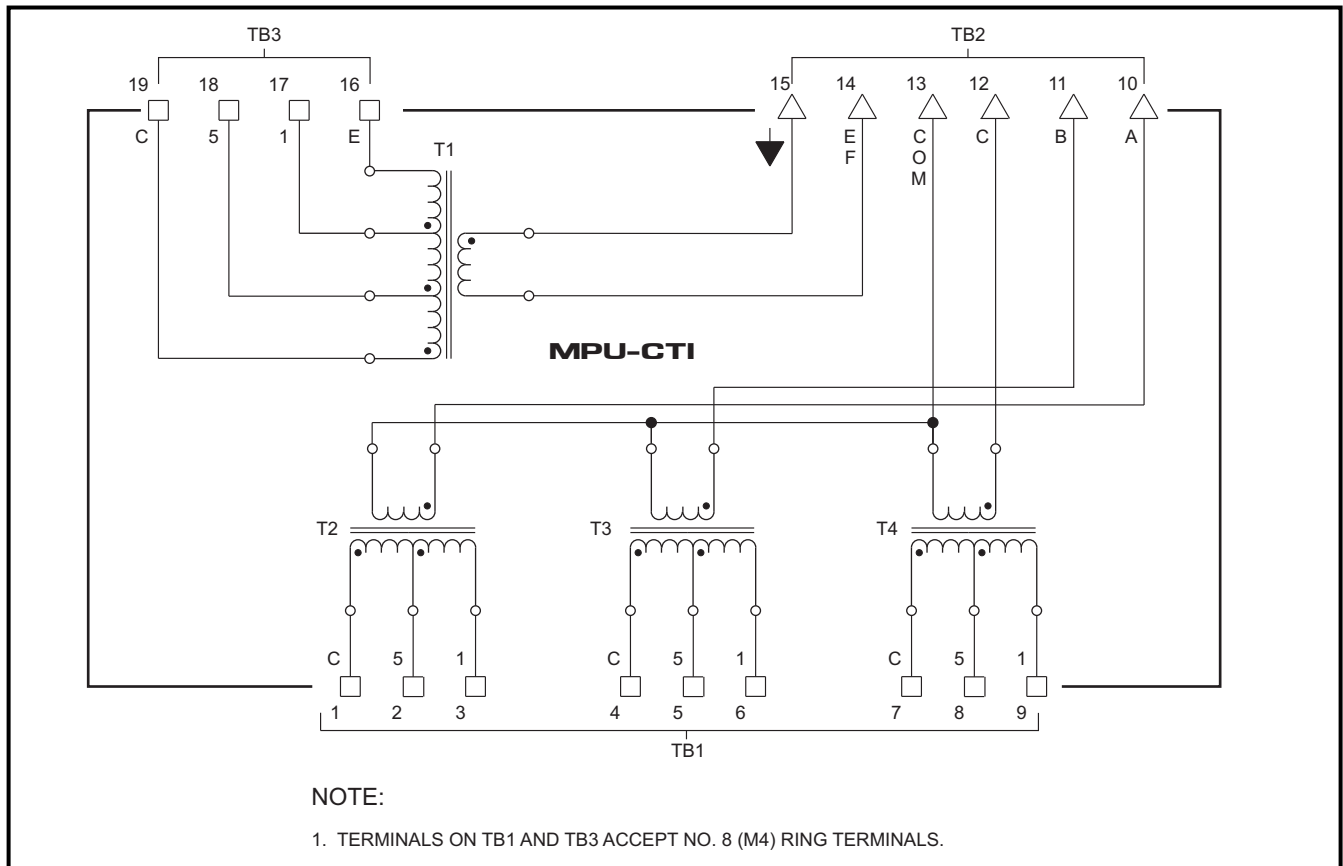 TB3 TB2
19 18 17 16 15 14 13 12 11 10
C 5 1 E E
F C
O
M C B A
T1
MPU-CTI
T2 T3 T4
C 5 1 C 5 1 C 5 1
1 2 3 4 5 6 7 8 9
TB1
NOTE:
1. TERMINALS ON TB1 AND TB3 ACCEPT NO. 8 (M4) RING TERMINALS.